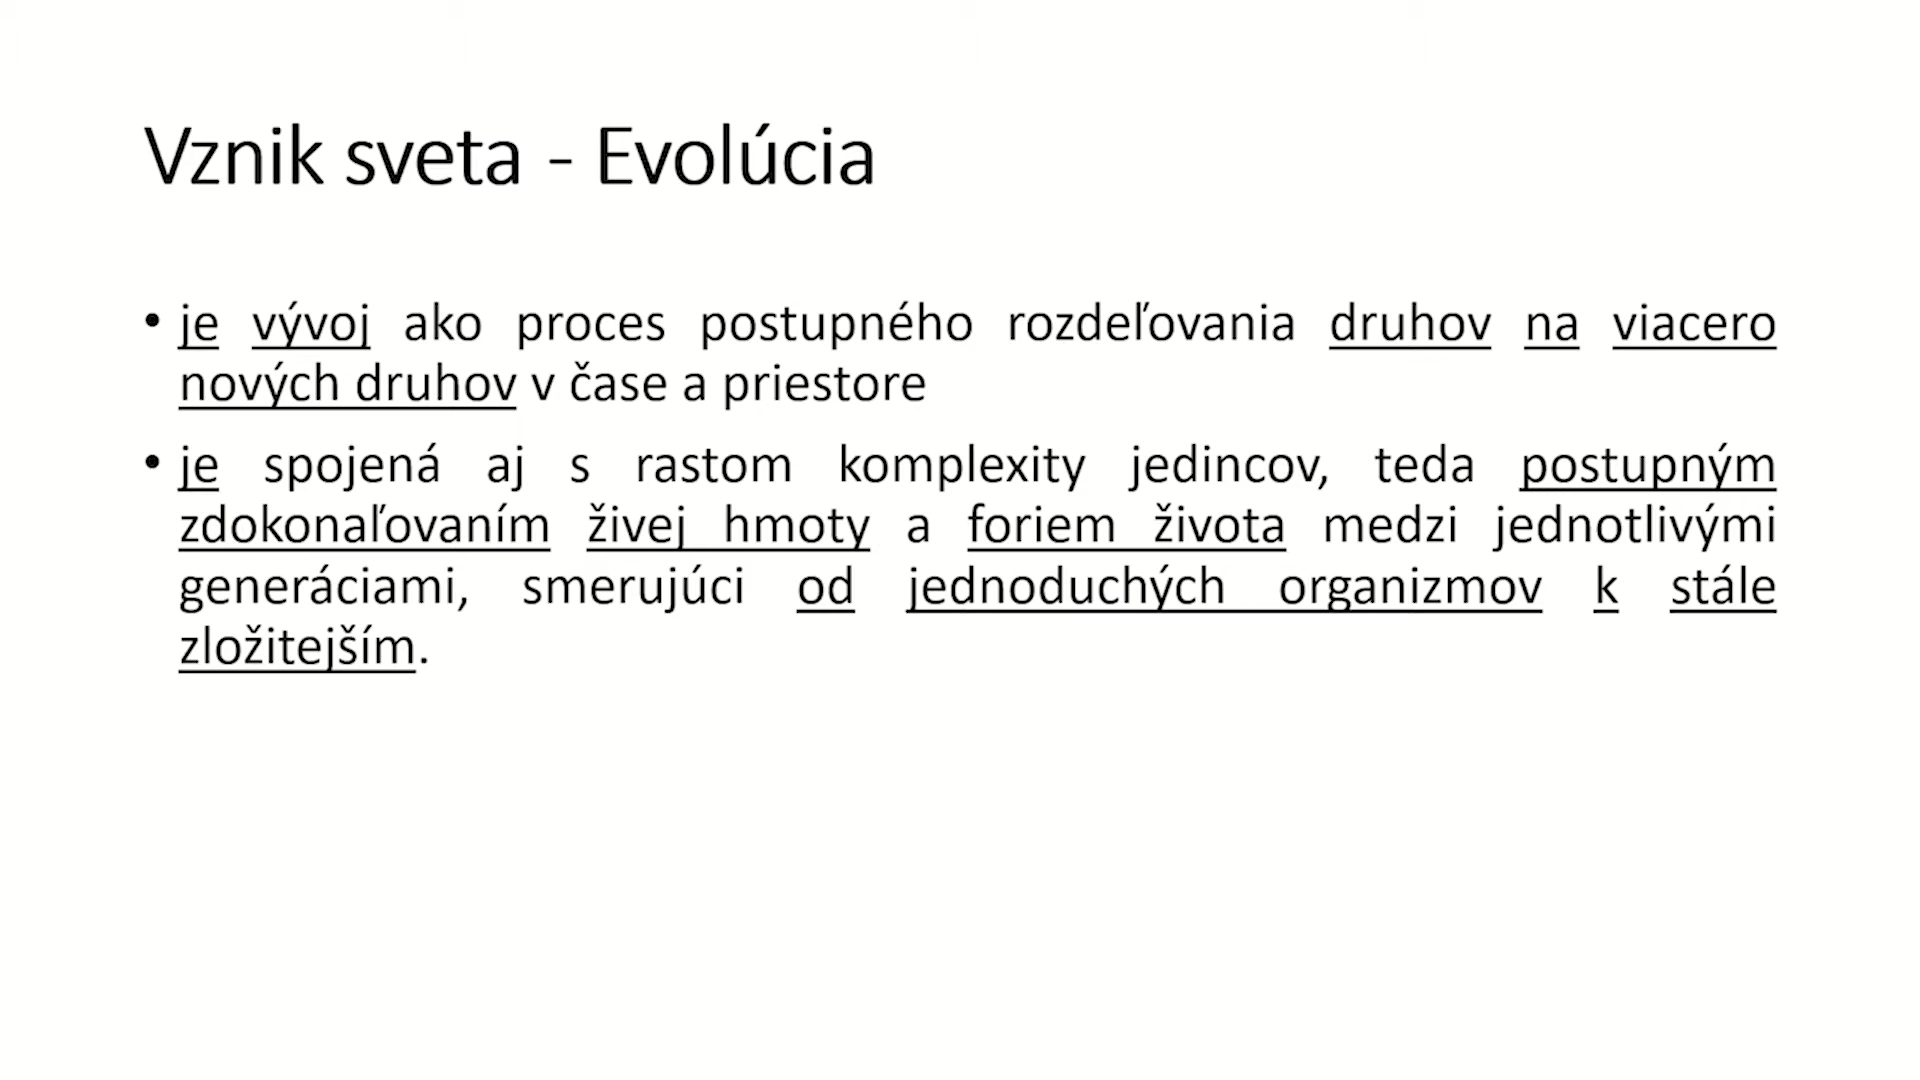 Vznik sveta - Evolúcia
• je vývoj ako proces postupného rozdeľovania druhov na viacero
nových druhov v čase a priestore
• je spojená aj s rastom komplexity jedincov, teda postupným
zdokonaľovaním živej hmoty a foriem života medzi jednotlivými
generáciami, smerujúci od jednoduchých organizmov k stále
zložitejším.